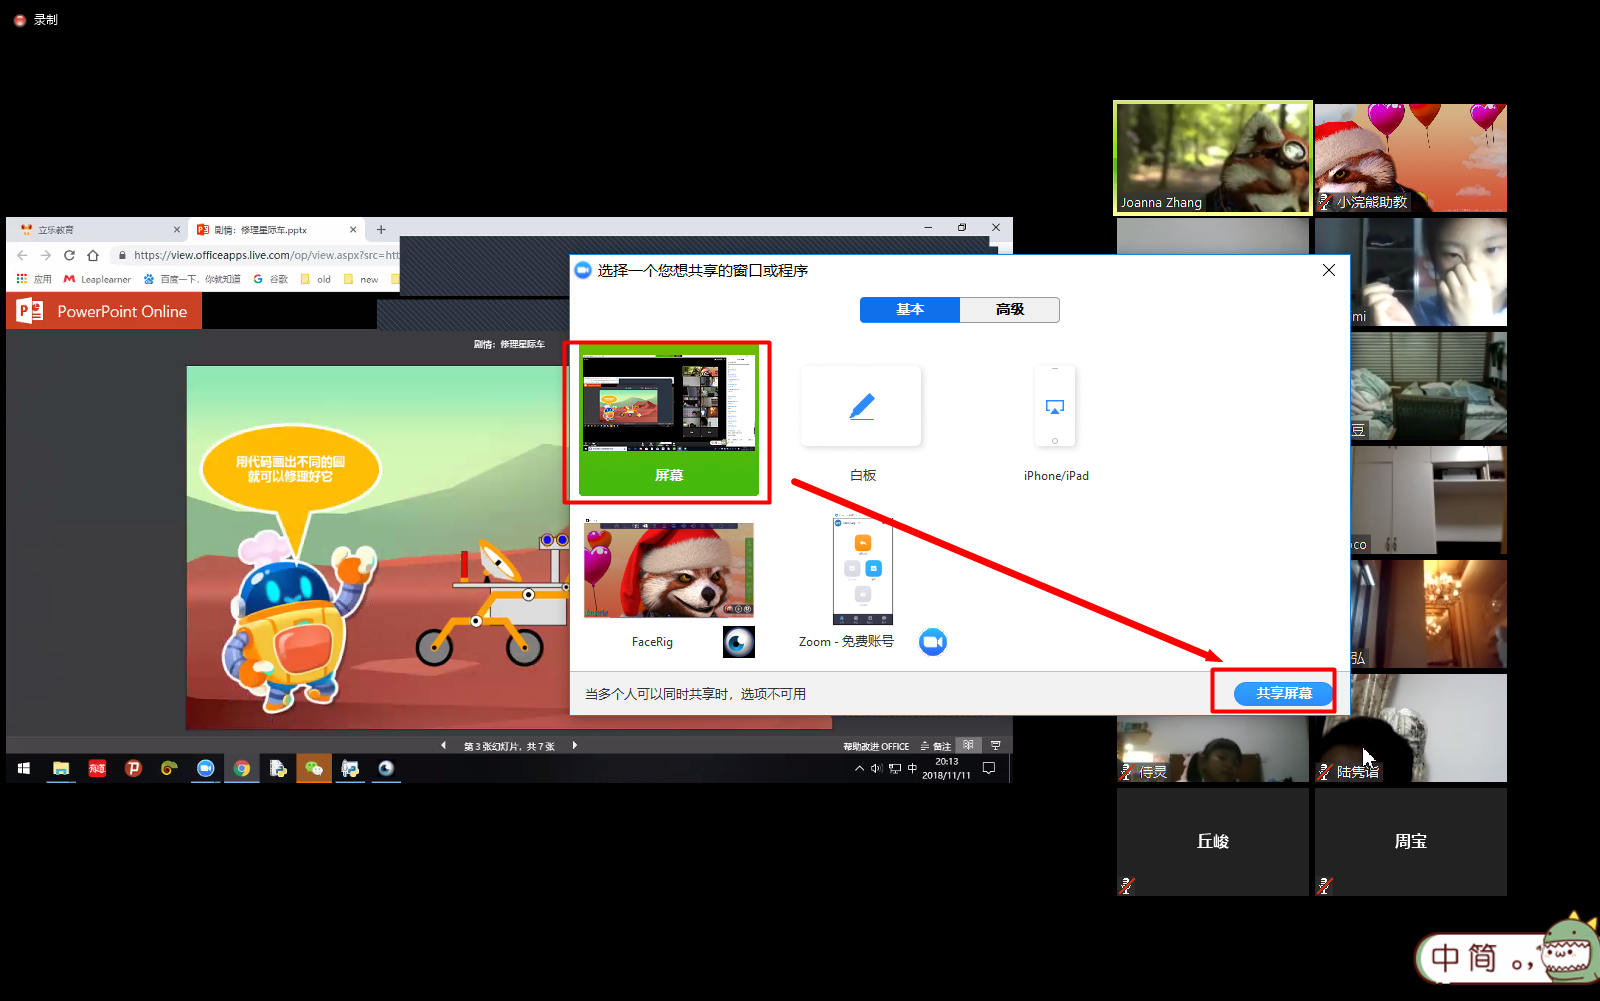 录制
立乐教育
剧情：修理星际车.pptx
https://view.officeapps.live.com/op/view.aspx?src=htt
应用
Leaplearner
百度一下，你就知道
谷歌
old
new
PowerPoint Online
剧情：修理星际车
用代码画出不同的圆
就可以修理好它
第 3 张幻灯片，共 7 张
帮助改进 OFFICE
备注
20:13
中
2018/11/11
选择一个您想共享的窗口或程序
基本
高级
屏幕
白板
iPhone/iPad
FaceRig
Zoom - 免费账号
当多个人可以同时共享时，选项不可用
共享屏幕
Joanna Zhang
小浣熊助教
mi
豆
oco
弘
侍灵
陆隽诣
丘峻
周宝
中 简 。，